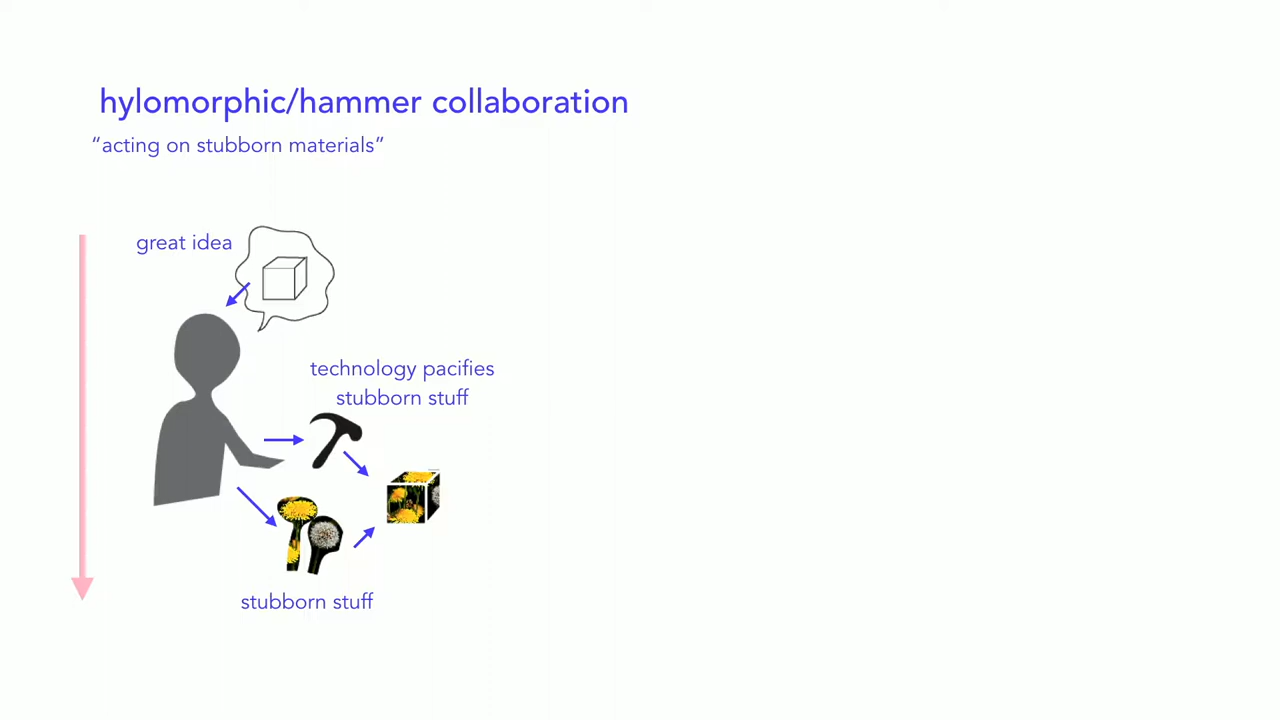 hylomorphic/hammer collaboration
“acting on stubborn materials”
great idea
technology pacifies
stubborn stuff
stubborn stuff